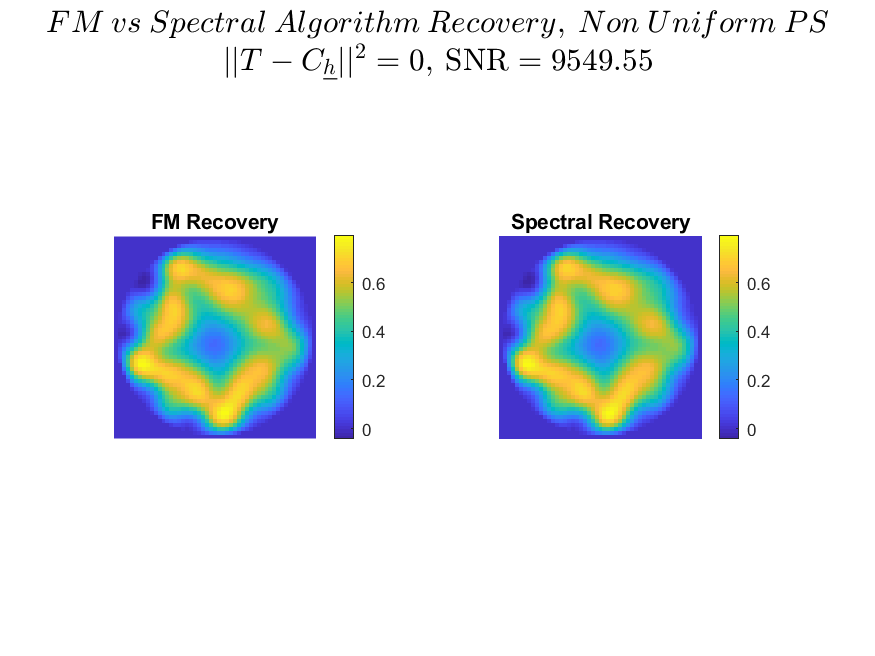 FM vs Spectral Algorithm Recovery, Non Uniform PS
||T − C_h||² = 0, SNR = 9549.55
FM Recovery
0.6
0.4
0.2
0
Spectral Recovery
0.6
0.4
0.2
0